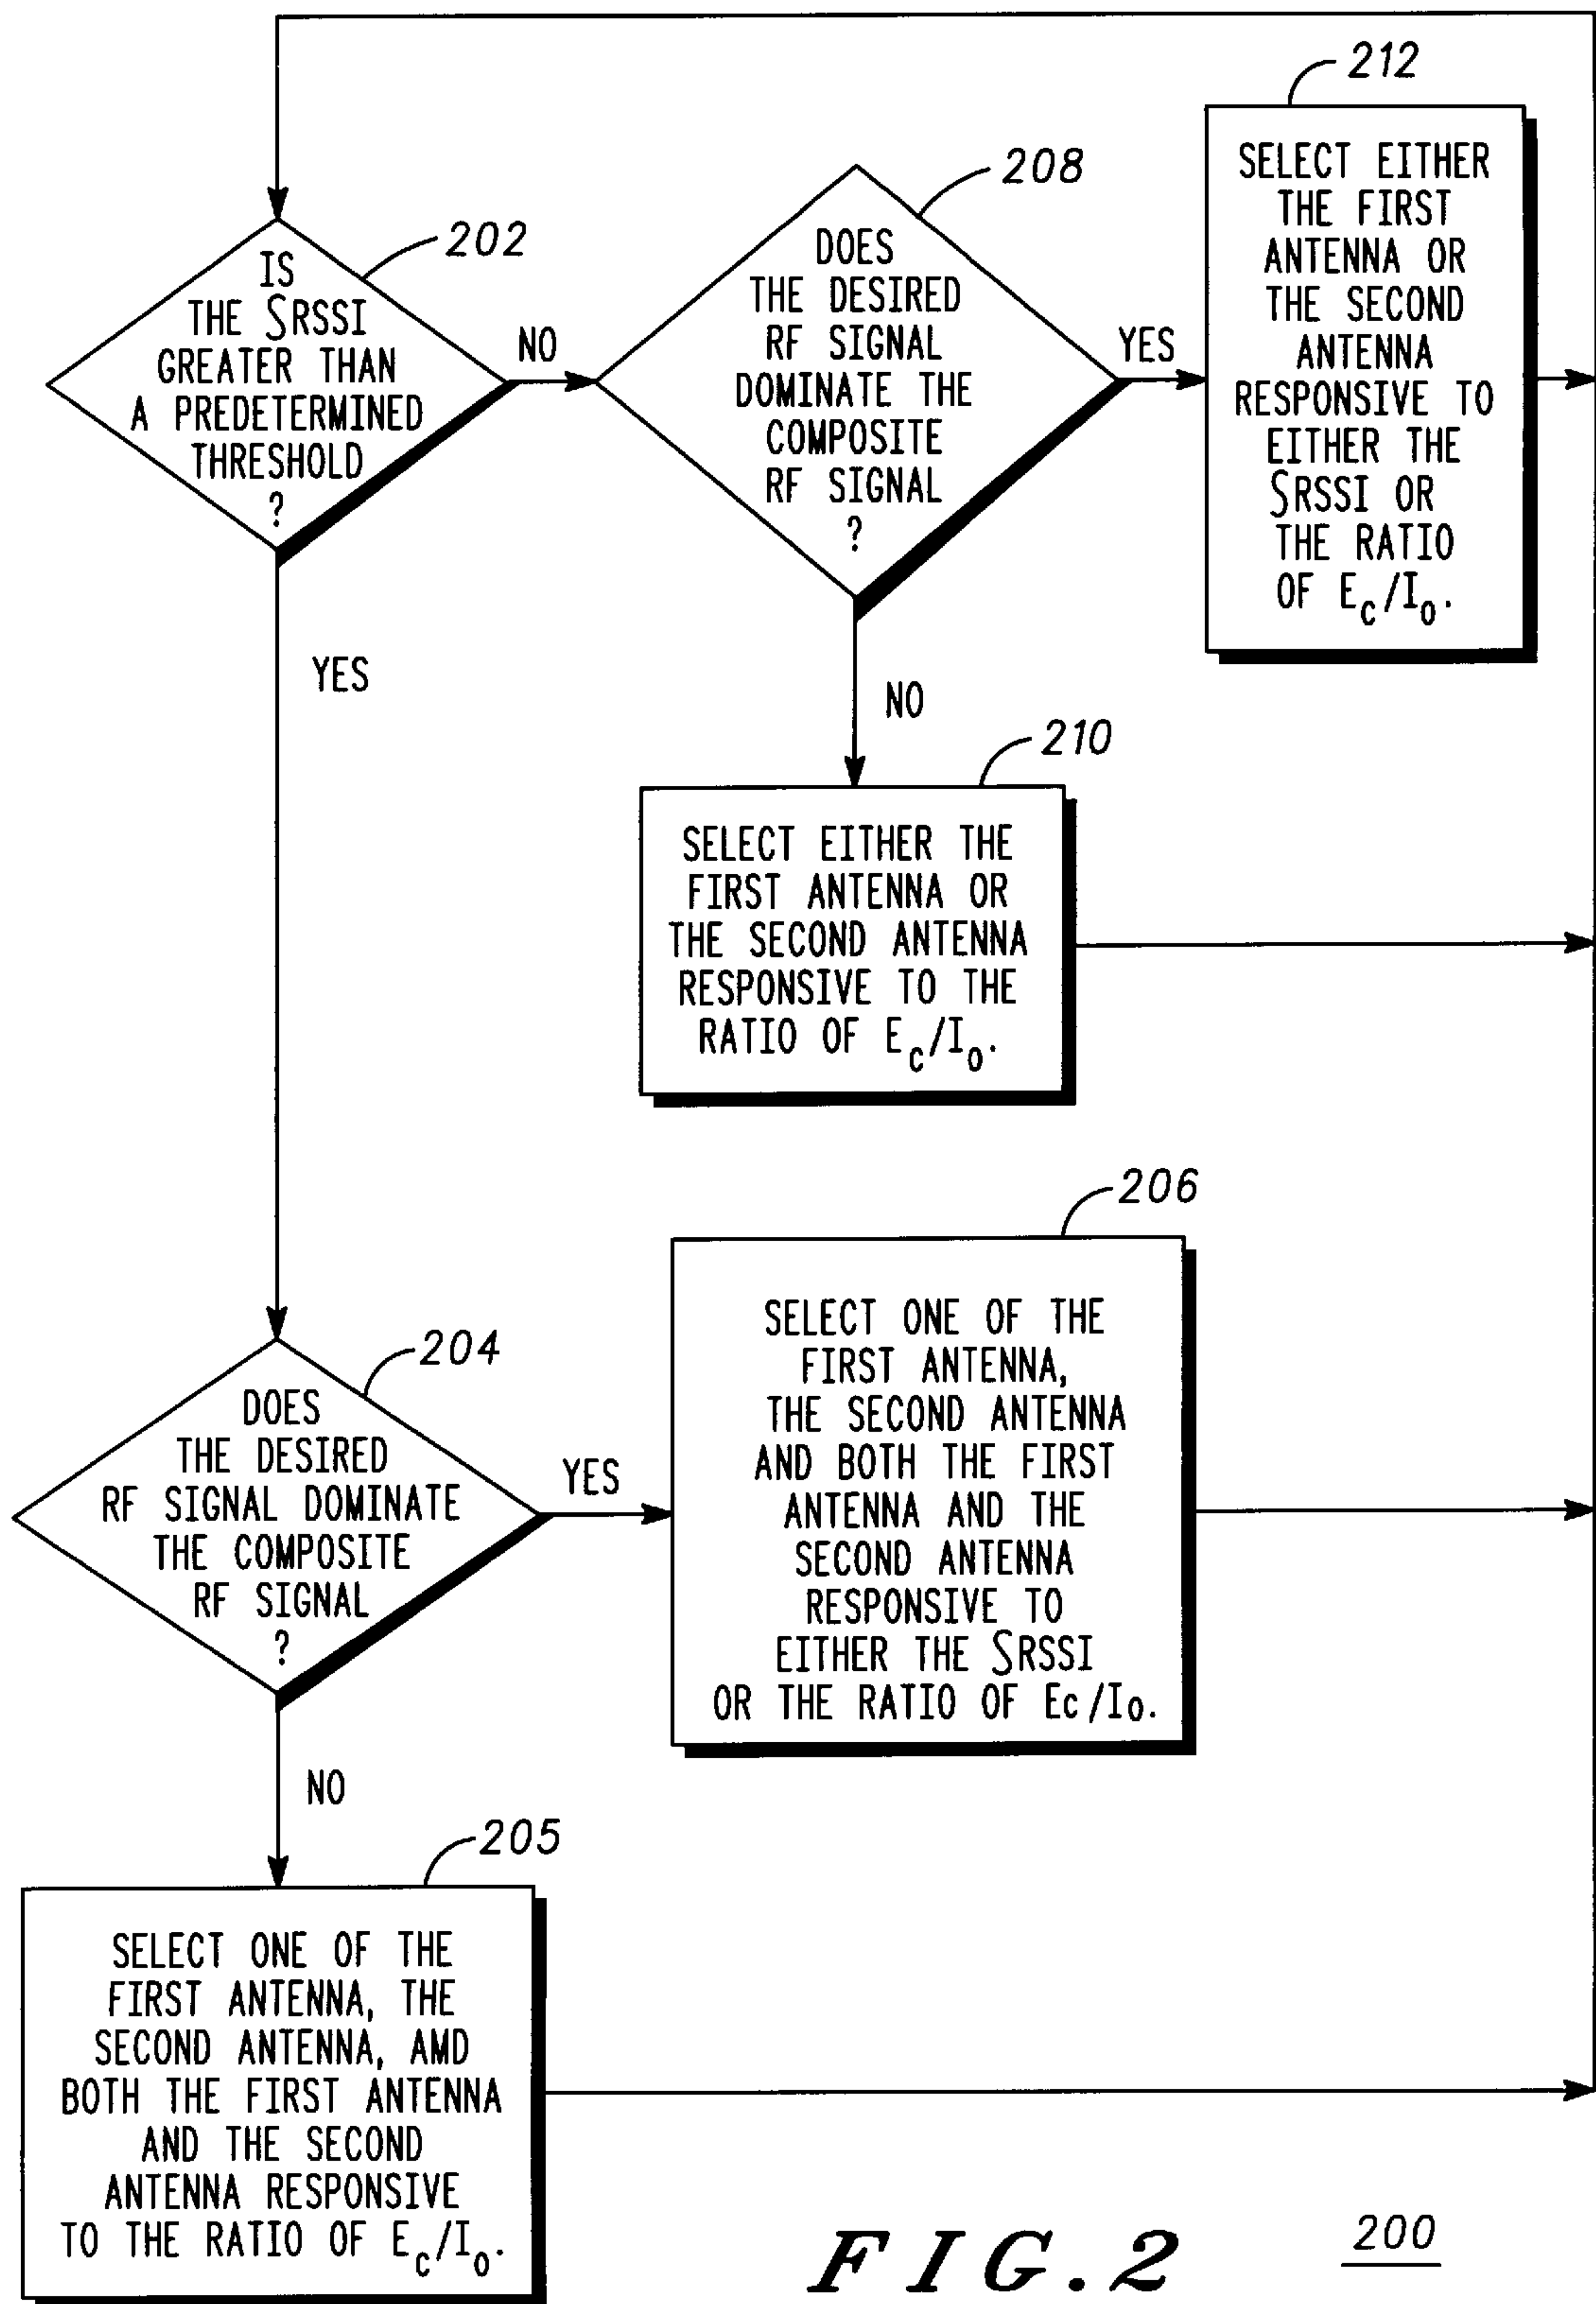 202
IS
THE SRSSI
GREATER THAN
A PREDETERMINED
THRESHOLD
?
NO
YES
208
DOES
THE DESIRED
RF SIGNAL
DOMINATE THE
COMPOSITE
RF SIGNAL
?
YES
NO
212
SELECT EITHER
THE FIRST
ANTENNA OR
THE SECOND
ANTENNA
RESPONSIVE TO
EITHER THE
SRSSI OR
THE RATIO
OF Ec/Io.
210
SELECT EITHER THE
FIRST ANTENNA OR
THE SECOND ANTENNA
RESPONSIVE TO THE
RATIO OF Ec/Io.
204
DOES
THE DESIRED
RF SIGNAL DOMINATE
THE COMPOSITE
RF SIGNAL
?
YES
NO
206
SELECT ONE OF THE
FIRST ANTENNA,
THE SECOND ANTENNA
AND BOTH THE FIRST
ANTENNA AND THE
SECOND ANTENNA
RESPONSIVE TO
EITHER THE SRSSI
OR THE RATIO OF Ec/Io.
205
SELECT ONE OF THE
FIRST ANTENNA, THE
SECOND ANTENNA, AMD
BOTH THE FIRST ANTENNA
AND THE SECOND
ANTENNA RESPONSIVE
TO THE RATIO OF Ec/Io.
FIG.2
200